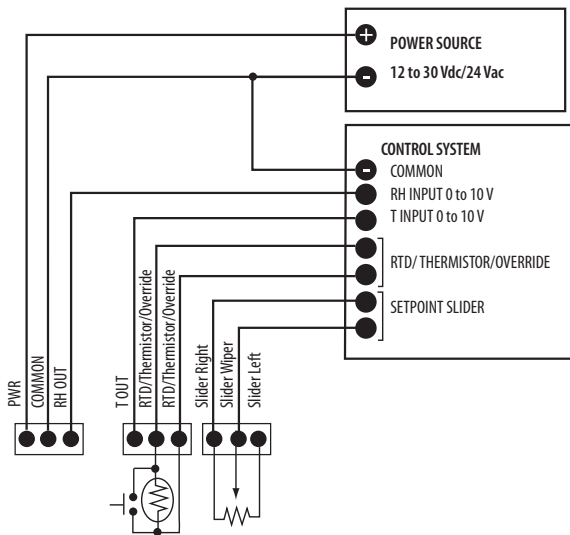 +
POWER SOURCE
-
12 to 30 Vdc/24 Vac
CONTROL SYSTEM
-
COMMON
RH INPUT 0 to 10 V
T INPUT 0 to 10 V
RTD/ THERMISTOR/OVERRIDE
SETPOINT SLIDER
PWR
COMMON
RH OUT
T OUT
RTD/Thermistor/Override
RTD/Thermistor/Override
Slider Right
Slider Wiper
Slider Left